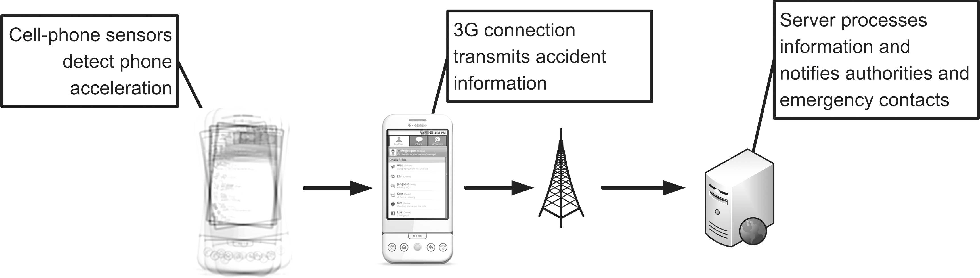 Cell-phone sensors
detect phone
acceleration
3G connection
transmits accident
information
Server processes
information and
notifies authorities and
emergency contacts